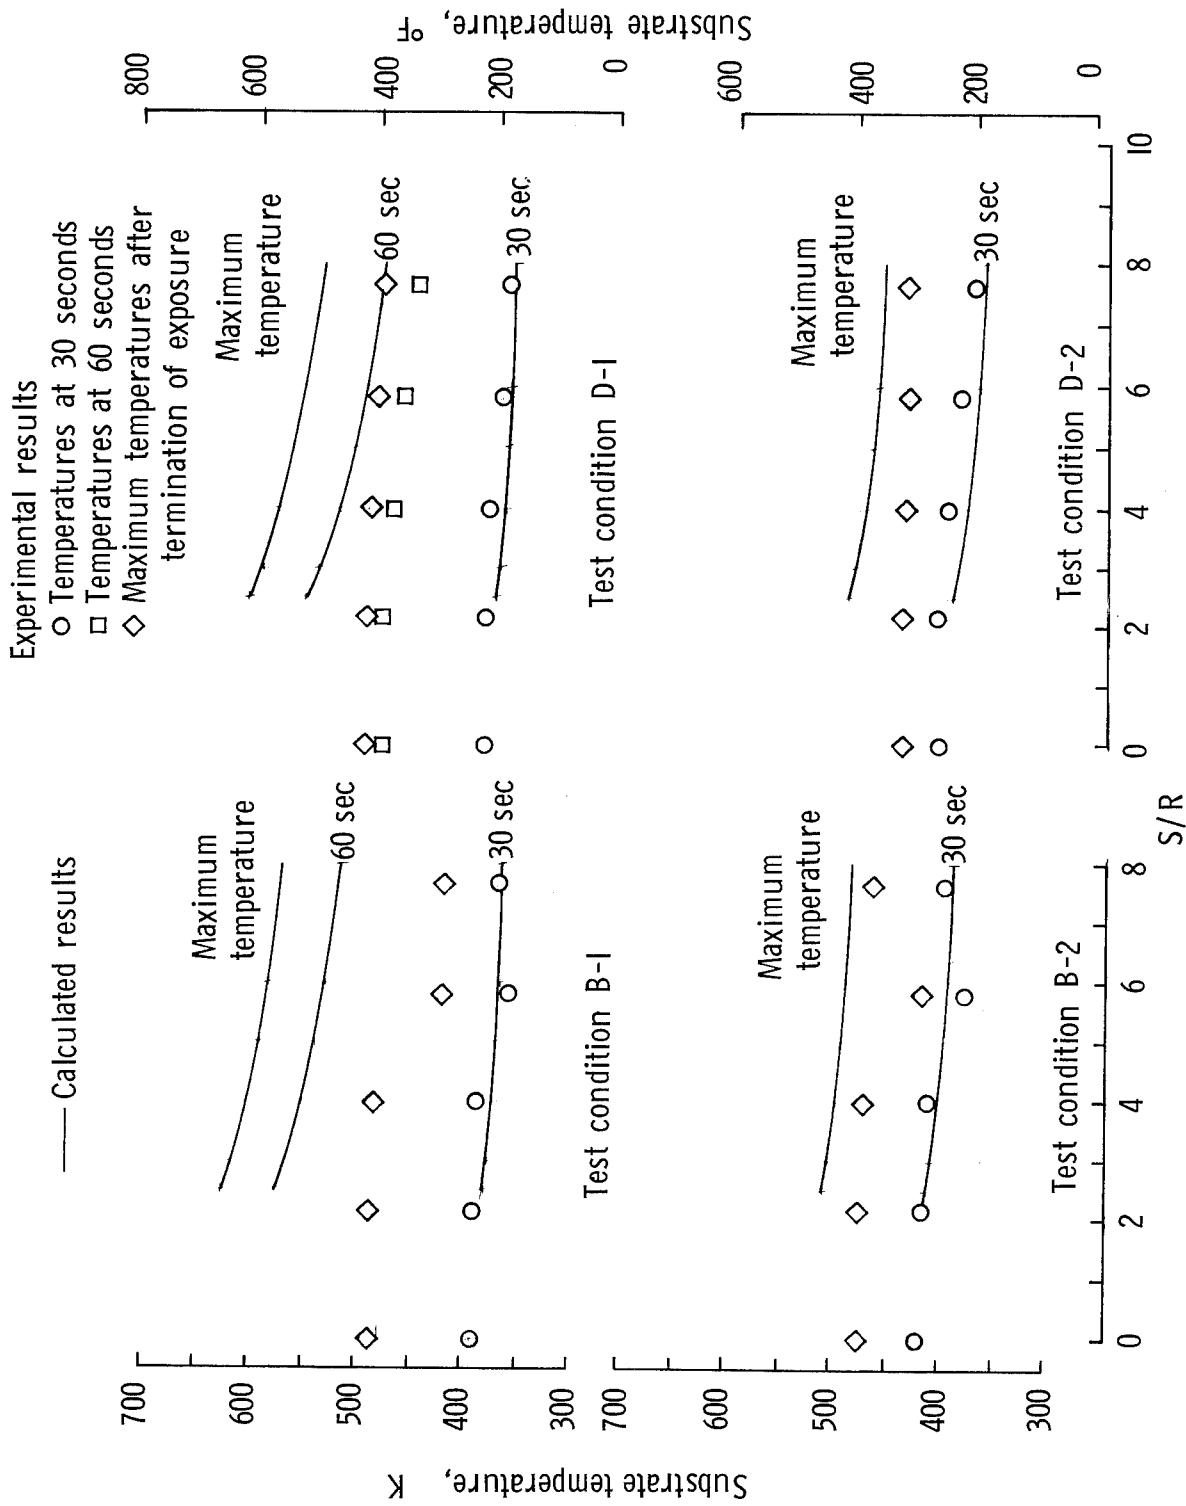 Experimental results
Calculated results
Temperatures at 30 seconds
Temperatures at 60 seconds
Maximum temperatures after
termination of exposure
700
600
500
400
300
Substrate temperature, K
Maximum
temperature
60 sec
30 sec
Test condition B-1
Maximum
temperature
60 sec
30 sec
Test condition D-1
800
600
400
200
0
Substrate temperature, °F
700
600
500
400
300
Maximum
temperature
30 sec
Test condition B-2
Maximum
temperature
30 sec
Test condition D-2
600
400
200
0
0 2 4 6 8 0 2 4 6 8 10
S/R